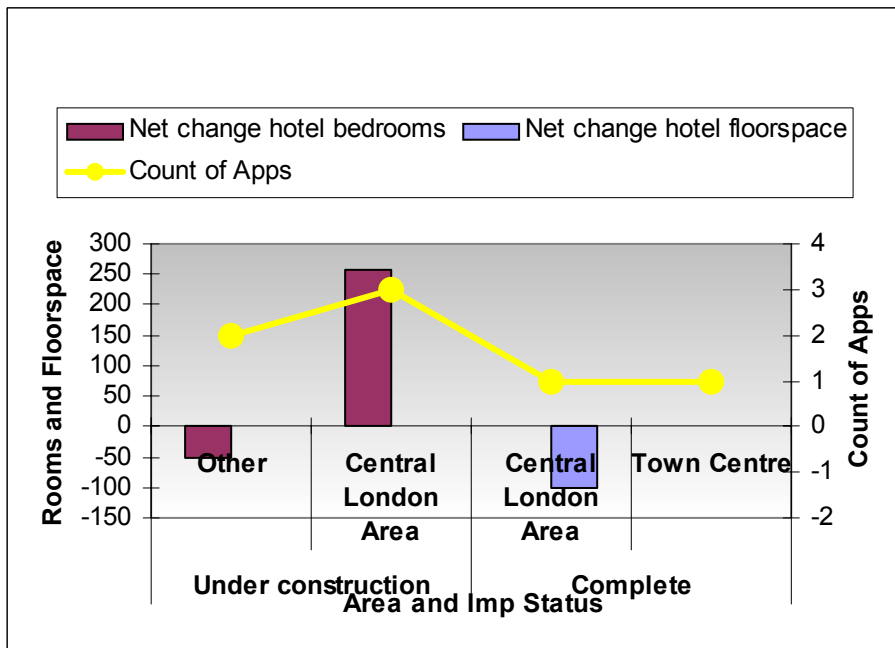 Net change hotel bedrooms
Net change hotel floorspace
Count of Apps
Rooms and Floorspace
300
250
200
150
100
50
0
-50
-100
-150
4
3
2
1
0
-1
-2
Count of Apps
Other
Central
London
Area
Central
London
Area
Town Centre
Under construction
Complete
Area and Imp Status